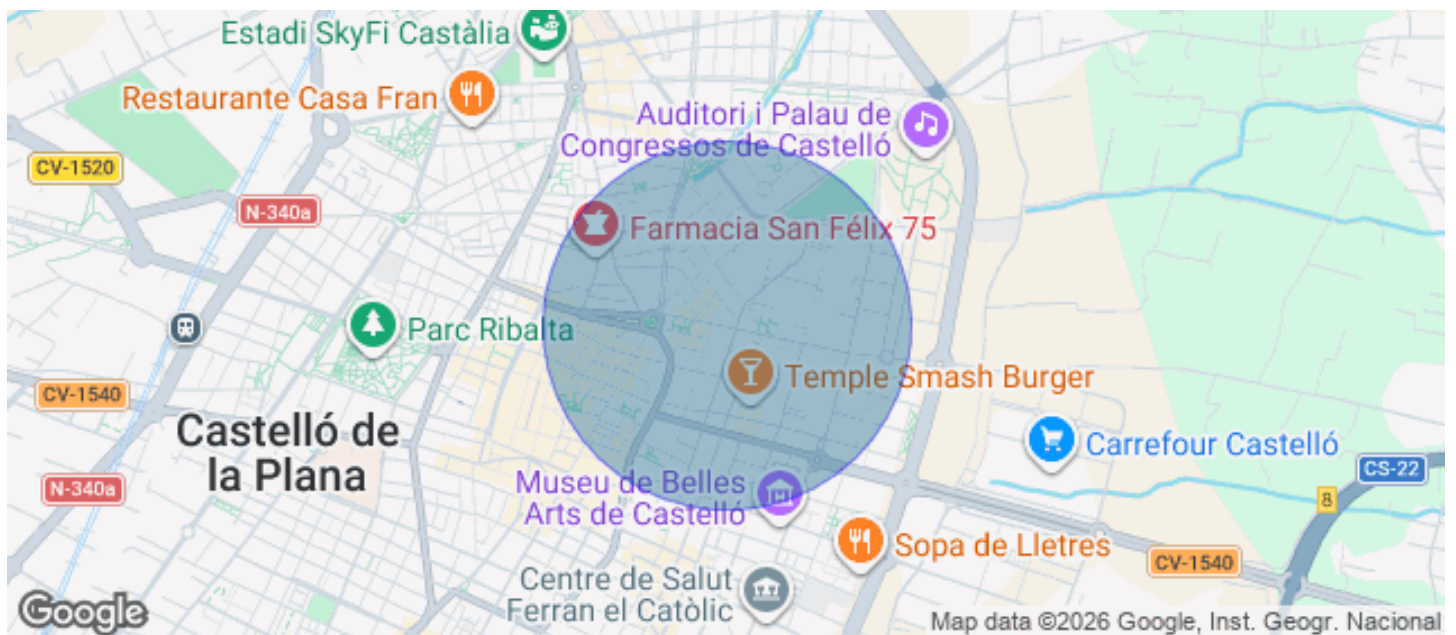 Estadi SkyFi Castàlia
Restaurante Casa Fran
Auditori i Palau de
Congressos de Castelló
CV-1520
N-340a
Farmacia San Félix 75
Parc Ribalta
Temple Smash Burger
CV-1540
Castelló de
la Plana
Carrefour Castelló
CS-22
N-340a
Museu de Belles
Arts de Castelló
8
Sopa de Lletres
CV-1540
Centre de Salut
Ferran el Catòlic
Google
Map data ©2026 Google, Inst. Geogr. Nacional